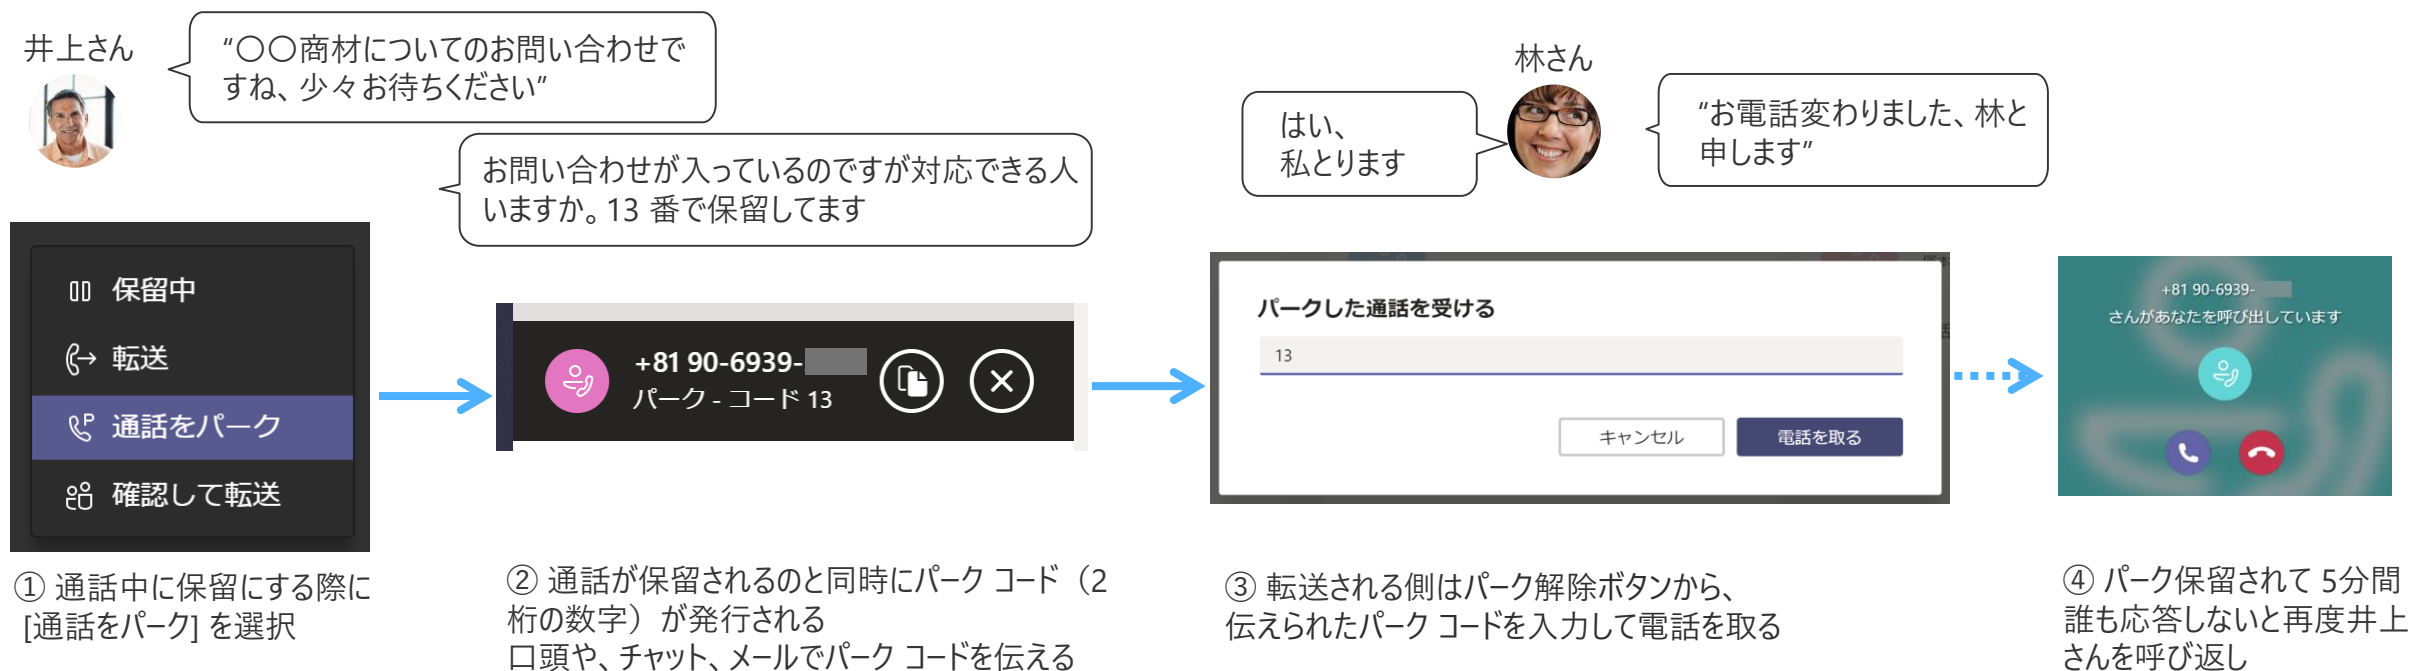 井上さん
“〇〇商材についてのお問い合わせで
すね、少々お待ちください”
お問い合わせが入っているのですが対応できる人
いますか。13 番で保留してます
林さん
はい、
私とります
“お電話変わりました、林と
申します”
保留中
転送
通話をパーク
確認して転送
+81 90-6939-
パーク - コード 13
パークした通話を受ける
13
キャンセル
電話を取る
+81 90-6939-
さんがあなたを呼び出しています
① 通話中に保留にする際に
[通話をパーク] を選択
② 通話が保留されるのと同時にパーク コード（2
桁の数字）が発行される
口頭や、チャット、メールでパーク コードを伝える
③ 転送される側はパーク解除ボタンから、
伝えられたパーク コードを入力して電話を取る
④ パーク保留されて 5分間
誰も応答しないと再度井上
さんを呼び返し